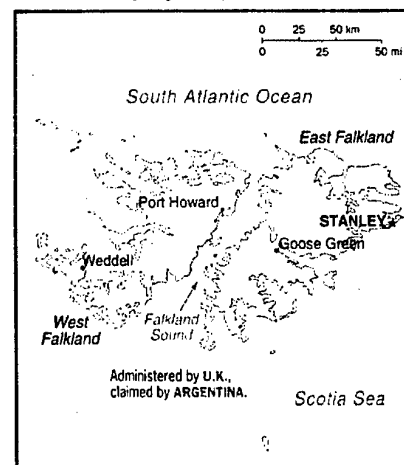 0 25 50 km
0 25 50 mi
South Atlantic Ocean
East Falkland
Port Howard
STANLEY
Goose Green
Weddell
West
Falkland
Falkland
Sound
Administered by U.K.,
claimed by ARGENTINA.
Scotia Sea